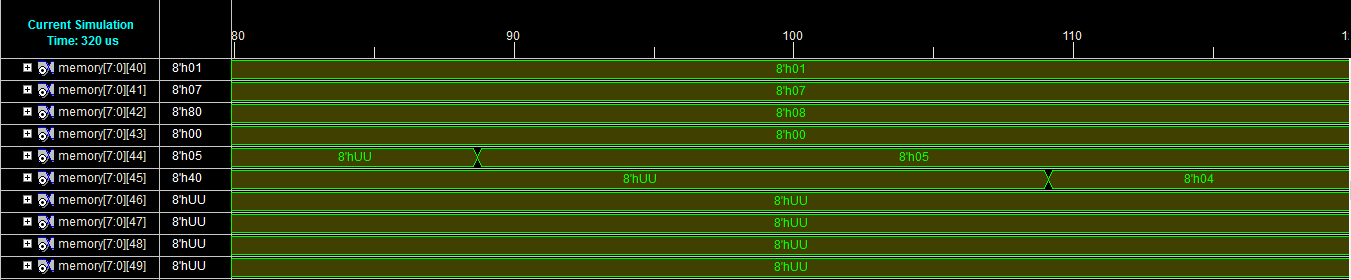 Current Simulation
Time: 320 us
80 90 100 110 1
memory[7:0][40] 8'h01 8'h01
memory[7:0][41] 8'h07 8'h07
memory[7:0][42] 8'h80 8'h08
memory[7:0][43] 8'h00 8'h00
memory[7:0][44] 8'h05 8'hUU 8'h05
memory[7:0][45] 8'h40 8'hUU 8'h04
memory[7:0][46] 8'hUU 8'hUU
memory[7:0][47] 8'hUU 8'hUU
memory[7:0][48] 8'hUU 8'hUU
memory[7:0][49] 8'hUU 8'hUU